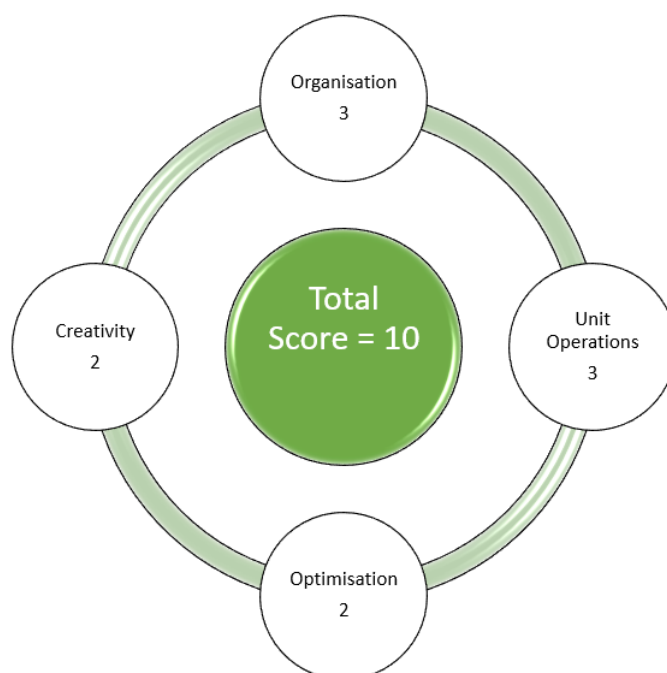 Organisation
3
Total
Score = 10
Creativity
2
Unit
Operations
3
Optimisation
2